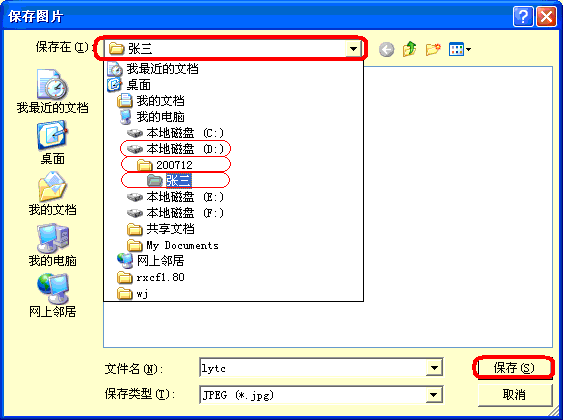 保存图片
保存在(I):
张三
我最近的文档
桌面
我的文档
我的电脑
本地磁盘 (C:)
本地磁盘 (D:)
200712
张三
本地磁盘 (E:)
本地磁盘 (F:)
共享文档
My Documents
网上邻居
rxcf1.80
wj
我最近的文档
桌面
我的文档
我的电脑
网上邻居
文件名(N):
lytc
保存(S)
保存类型(T):
JPEG (*.jpg)
取消